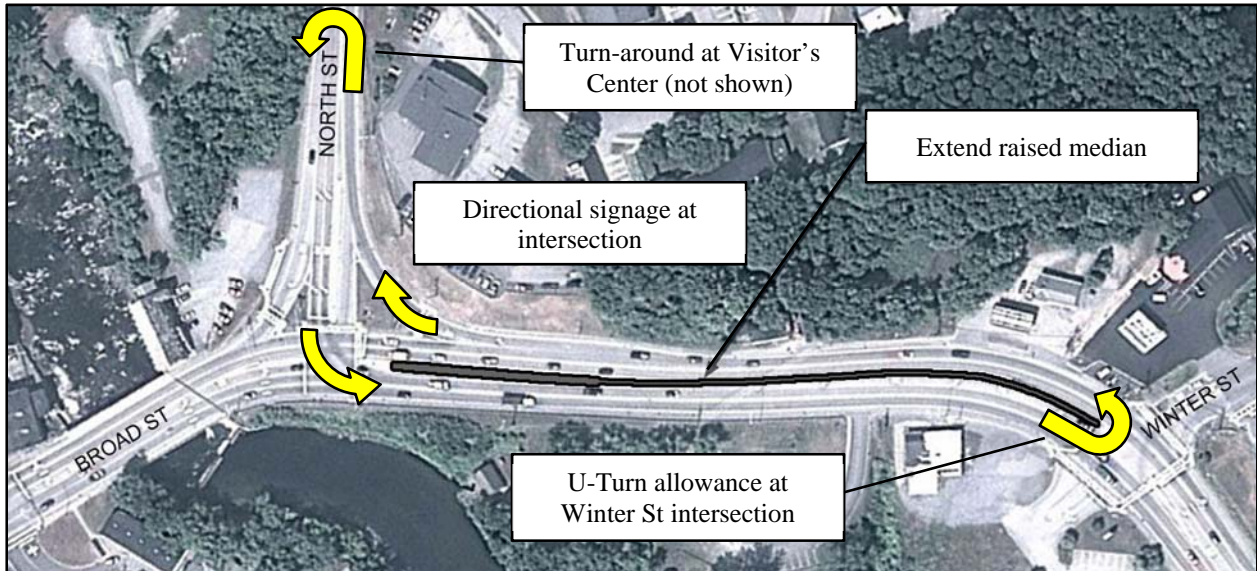 Turn-around at Visitor's
Center (not shown)
NORTH ST
Extend raised median
Directional signage at
intersection
BROAD ST
WINTER ST
U-Turn allowance at
Winter St intersection